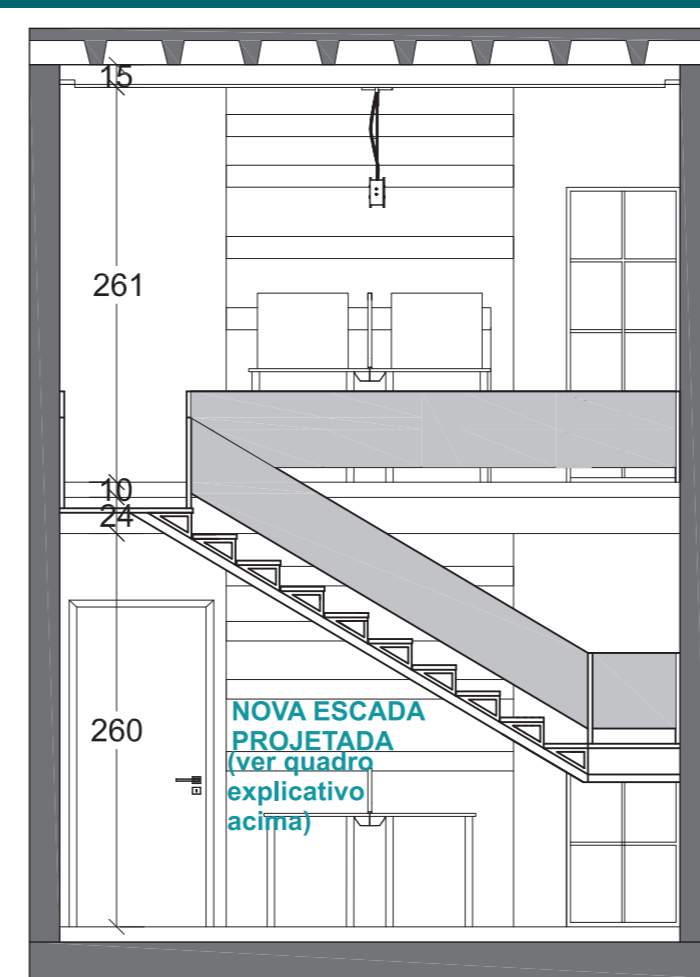 15
261
10
24
260
NOVA ESCADA
PROJETADA
(ver quadro
explicativo
acima)